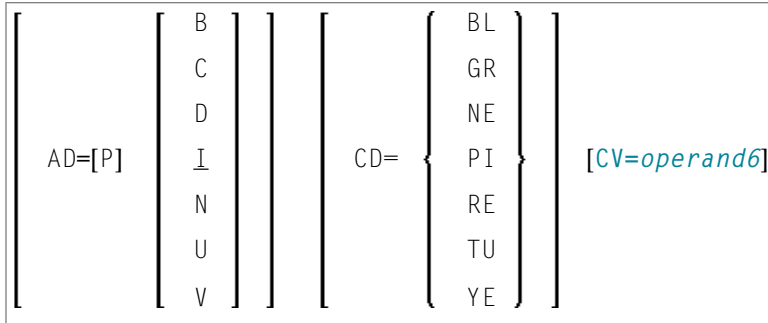 B BL
C GR
D NE
AD=[P] I CD= PI [CV=operand6]
N RE
U TU
V YE